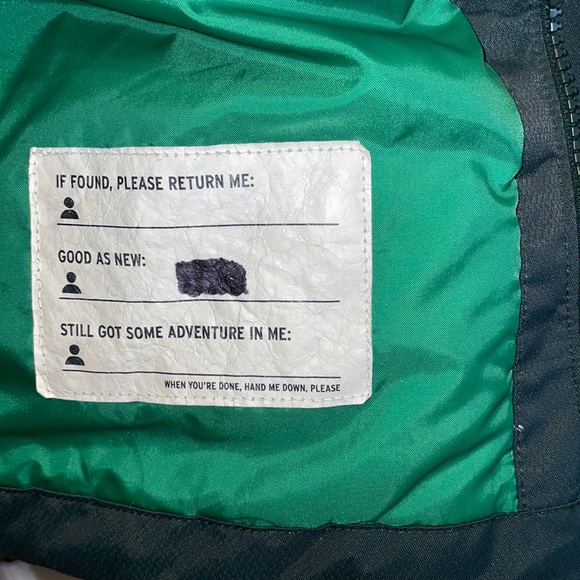 IF FOUND, PLEASE RETURN ME:
GOOD AS NEW:
STILL GOT SOME ADVENTURE IN ME:
WHEN YOU'RE DONE, HAND ME DOWN, PLEASE